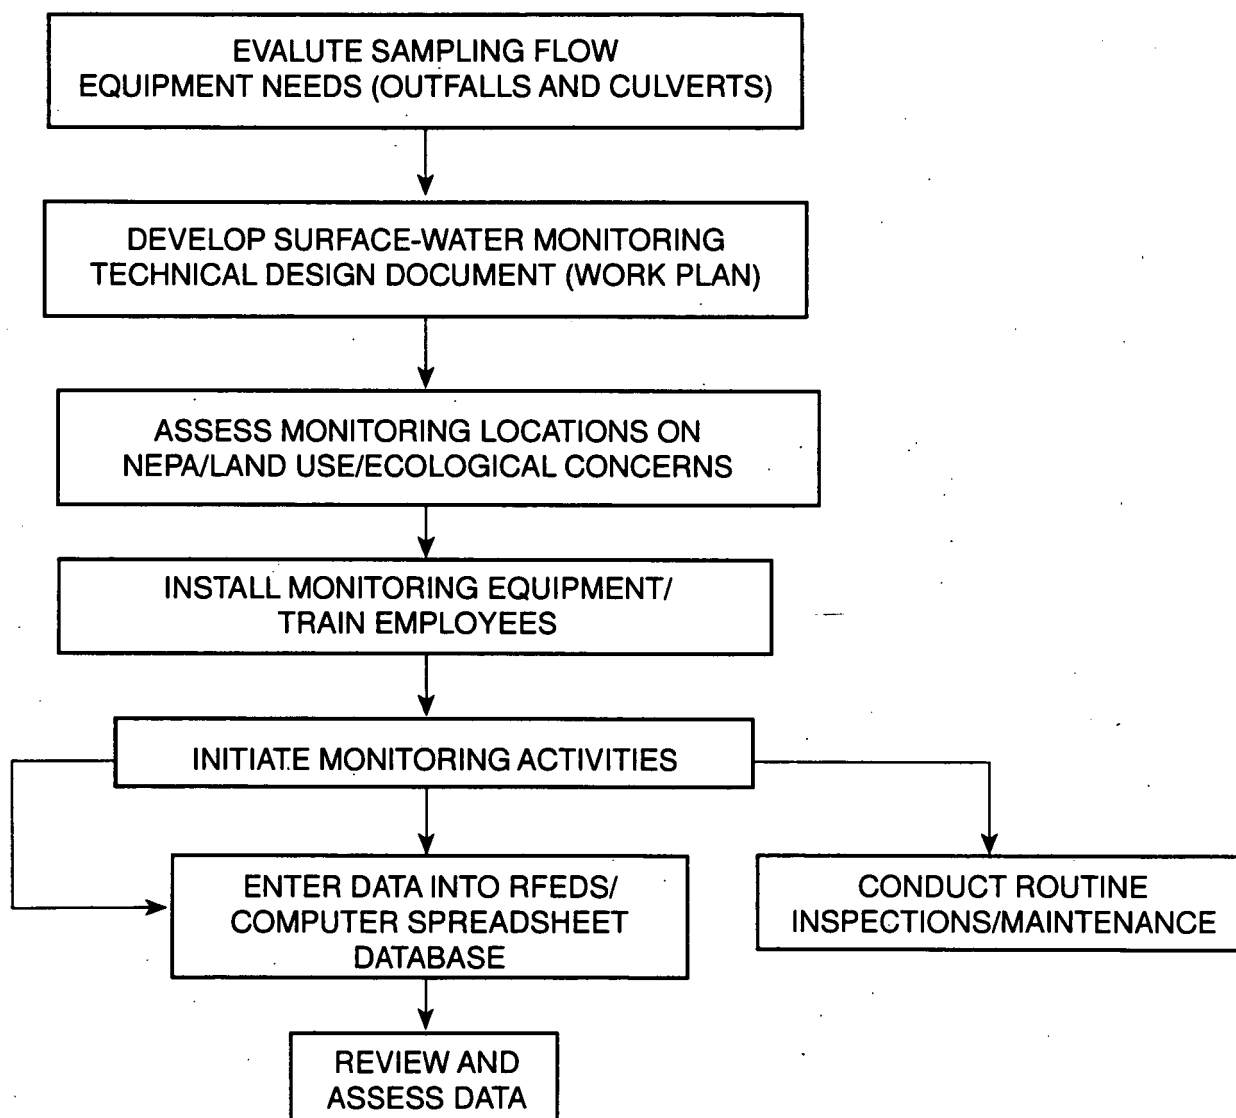 EVALUTE SAMPLING FLOW
EQUIPMENT NEEDS (OUTFALLS AND CULVERTS)
DEVELOP SURFACE-WATER MONITORING
TECHNICAL DESIGN DOCUMENT (WORK PLAN)
ASSESS MONITORING LOCATIONS ON
NEPA/LAND USE/ECOLOGICAL CONCERNS
INSTALL MONITORING EQUIPMENT/
TRAIN EMPLOYEES
INITIATE MONITORING ACTIVITIES
ENTER DATA INTO RFEDS/
COMPUTER SPREADSHEET
DATABASE
CONDUCT ROUTINE
INSPECTIONS/MAINTENANCE
REVIEW AND
ASSESS DATA